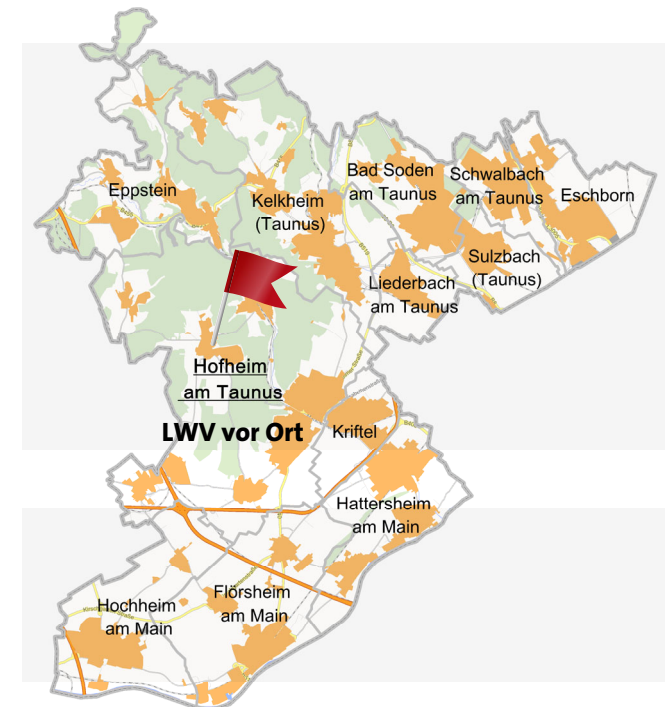 Bad Soden
am Taunus
Schwalbach
am Taunus
Eschborn
Eppstein
Kelkheim
(Taunus)
Sulzbach
(Taunus)
Liederbach
am Taunus
Hofheim
am Taunus
LWV vor Ort
Kriftel
Hattersheim
am Main
Flörsheim
am Main
Hochheim
am Main